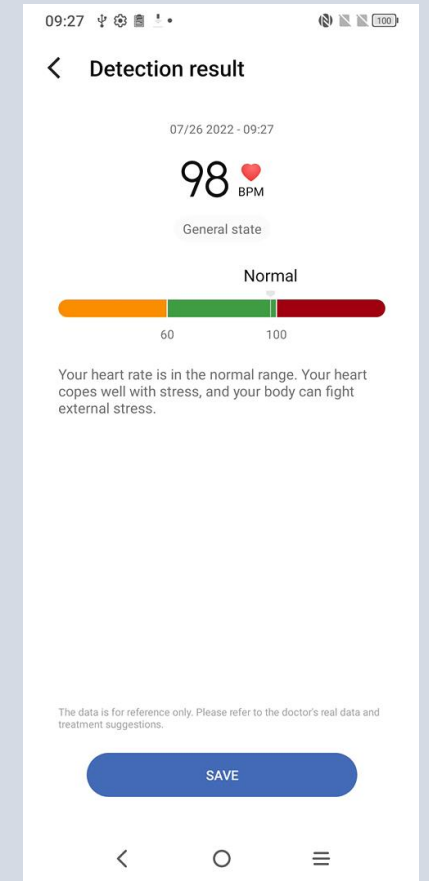 09:27
100
Detection result
07/26 2022 - 09:27
98
BPM
General state
Normal
60
100
Your heart rate is in the normal range. Your heart
copes well with stress, and your body can fight
external stress.
The data is for reference only. Please refer to the doctor's real data and
treatment suggestions.
SAVE